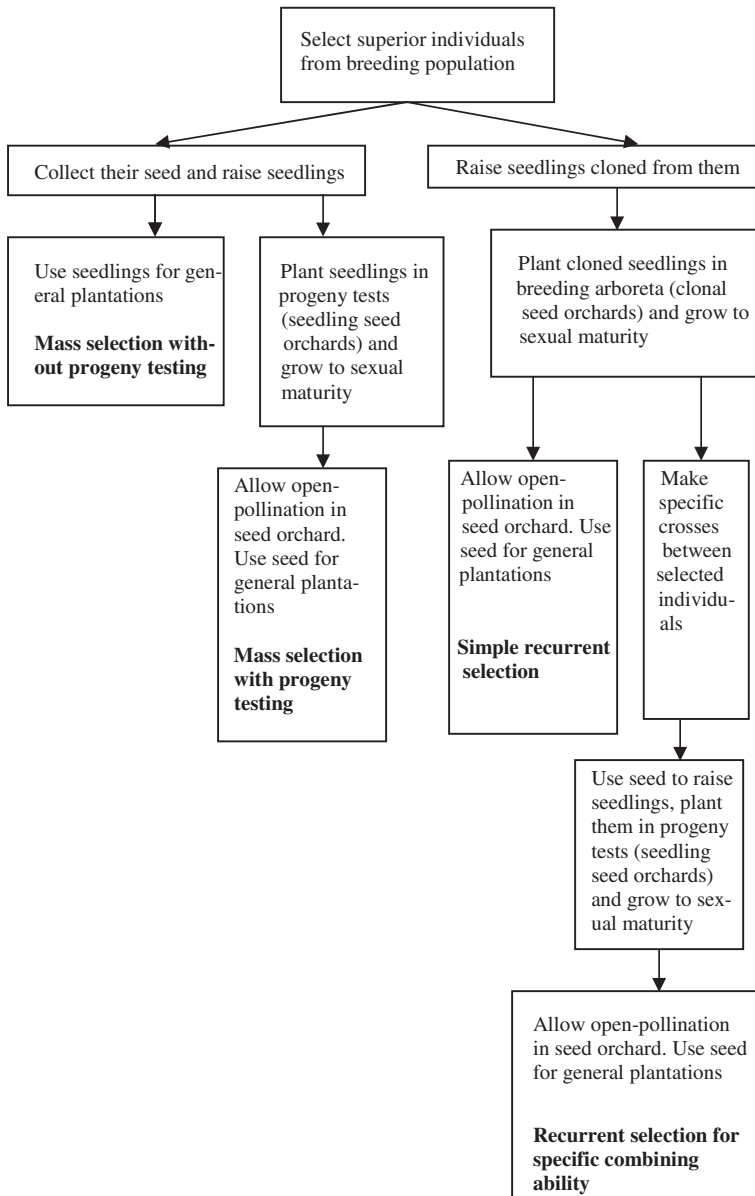 Select superior individuals
from breeding population
Collect their seed and raise seedlings
Raise seedlings cloned from them
Use seedlings for gen-
eral plantations
Mass selection with-
out progeny testing
Plant seedlings in
progeny tests
(seedling seed
orchards) and
grow to sexual
maturity
Plant cloned seedlings in
breeding arboreta (clonal
seed orchards) and grow to
sexual maturity
Allow open-
pollination in
seed orchard.
Use seed for
general planta-
tions
Mass selection
with progeny
testing
Allow open-
pollination in
seed orchard. Use
seed for general
plantations
Simple recurrent
selection
Make
specific
crosses
between
selected
individu-
als
Use seed to raise
seedlings, plant
them in progeny
tests (seedling
seed orchards)
and grow to sex-
ual maturity
Allow open-pollination
in seed orchard. Use seed
for general plantations
Recurrent selection for
specific combining
ability